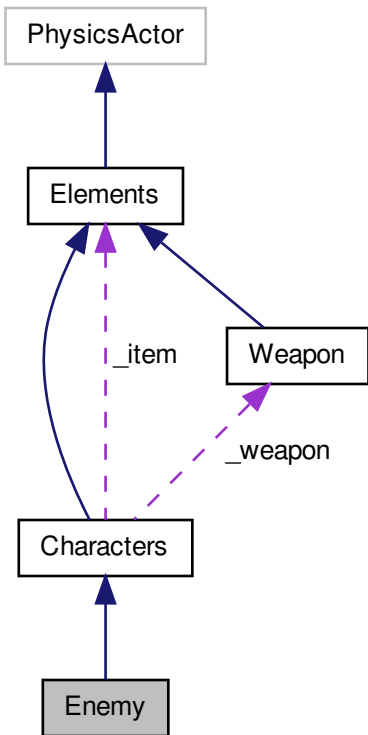 PhysicsActor
Elements
_item
Weapon
_weapon
Characters
Enemy